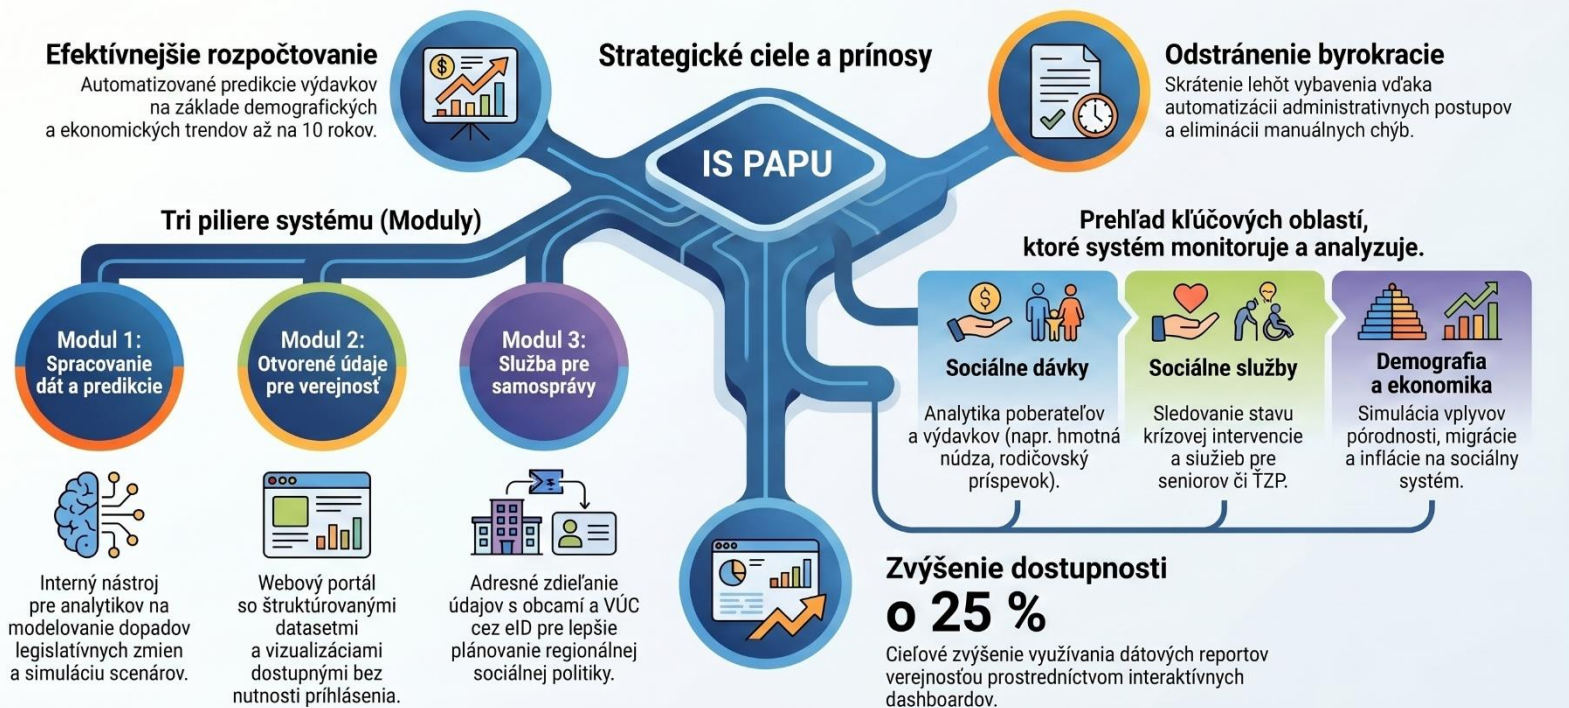 Efektívnejšie rozpočtovanie
Automatizované predikcie výdavkov
na základe demografických
a ekonomických trendov až na 10 rokov.
Strategické ciele a prínosy
IS PAPU
Odstránenie byrokracie
Skrátenie lehôt vybavenia vďaka
automatizácii administratívnych postupov
a eliminácii manuálnych chýb.
Tri piliere systému (Moduly)
Modul 1:
Spracovanie
dát a predikcie
Interný nástroj
pre analytikov na
modelovanie dopadov
legislatívnych zmien
a simuláciu scenárov.
Modul 2:
Otvorené údaje
pre verejnosť
Webový portál
so štruktúrovanými
datasetmi
a vizualizáciami
dostupnými bez
nutnosti príhlásenia.
Modul 3:
Služba pre
samosprávy
Adresné zdieľanie
údajov s obcamí a VÚC
cez eID pre lepšie
plánovanie regionálnej
sociálnej politiky.
Prehľad kľúčových oblastí,
ktoré systém monitoruje a analyzuje.
Sociálne dávky
Analytika poberateľov
a výdavkov (napr. hmotná
núdza, rodičovský
príspevok).
Sociálne služby
Sledovanie stavu
krízovej intervencie
a siužieb pre
seniorov či ŤZP.
Demografia
a ekonomika
Simulácia vplyvov
pórodnosti, migrácie
a inflácie na sociálny
systém.
Zvýšenie dostupnosti
o 25 %
Cieľové zvýšenie využívania dátových reportov
verejnosťou prostredníctvom interaktívnych
dashboardov.